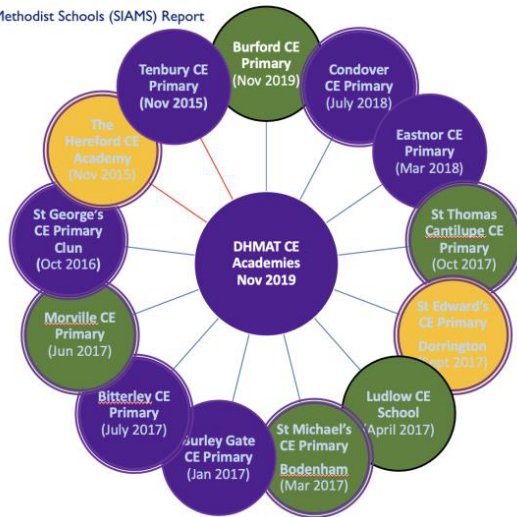 Methodist Schools (SIAMS) Report
Burford CE
Primary
(Nov 2019)
Condover
CE Primary
(July 2018)
Eastnor CE
Primary
(Mar 2018)
St Thomas
Cantilupe CE
Primary
(Oct 2017)
St Edward's
CE Primary
Dorrington
(Sept 2017)
Ludlow CE
School
(April 2017)
St Michael's
CE Primary
Bodenham
(Mar 2017)
Burley Gate
CE Primary
(Jan 2017)
Bitterley CE
Primary
(July 2017)
Morville CE
Primary
(Jun 2017)
St George's
CE Primary
Clun
(Oct 2016)
The
Hereford CE
Academy
(Nov 2015)
Tenbury CE
Primary
(Nov 2015)
DHMAT CE
Academies
Nov 2019